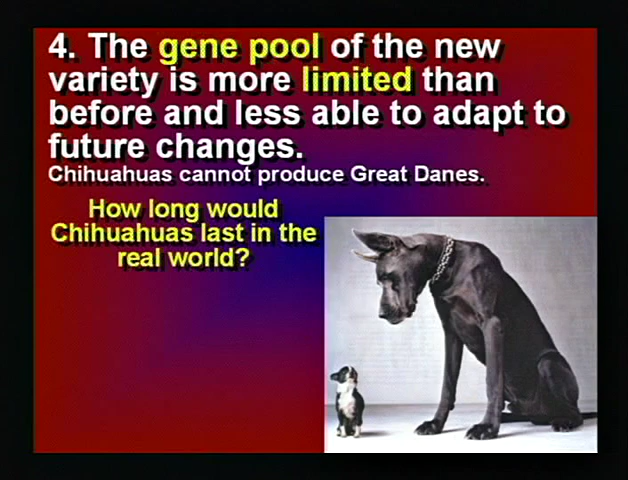 4. The gene pool of the new
variety is more limited than
before and less able to adapt to
future changes.
Chihuahuas cannot produce Great Danes.
How long would
Chihuahuas last in the
real world?